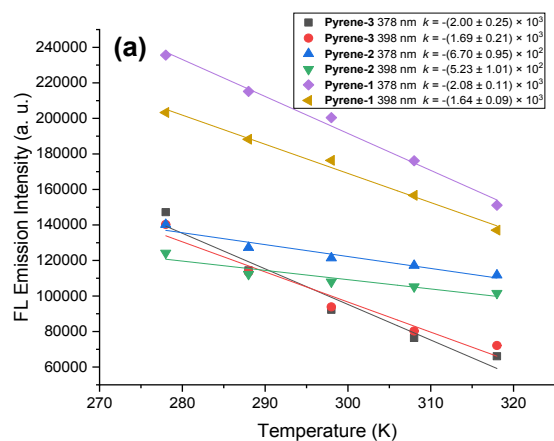 (a)
Pyrene-3 378 nm k = -(2.00 ± 0.25) × 10³
Pyrene-3 398 nm k = -(1.69 ± 0.21) × 10³
Pyrene-2 378 nm k = -(6.70 ± 0.95) × 10²
Pyrene-2 398 nm k = -(5.23 ± 1.01) × 10²
Pyrene-1 378 nm k = -(2.08 ± 0.11) × 10³
Pyrene-1 398 nm k = -(1.64 ± 0.09) × 10³
FL Emission Intensity (a. u.)
240000
220000
200000
180000
160000
140000
120000
100000
80000
60000
270 280 290 300 310 320
Temperature (K)